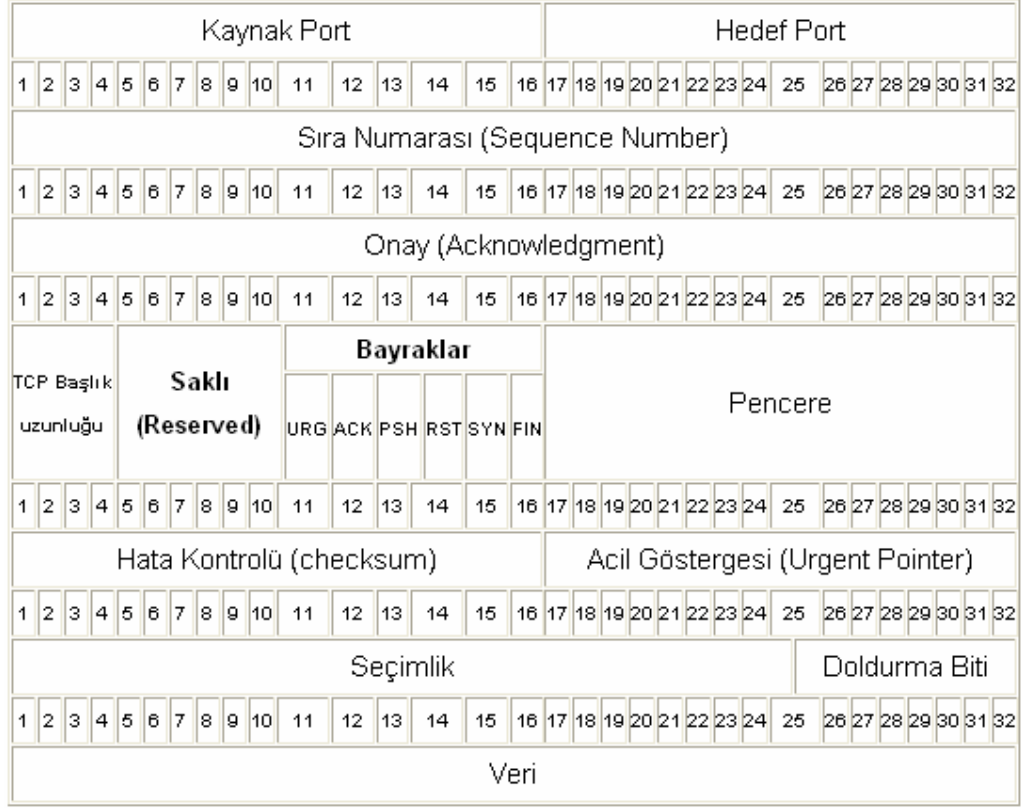 Kaynak Port Hedef Port
1 2 3 4 5 6 7 8 9 10 11 12 13 14 15 16 17 18 19 20 21 22 23 24 25 26 27 28 29 30 31 32
Sıra Numarası (Sequence Number)
1 2 3 4 5 6 7 8 9 10 11 12 13 14 15 16 17 18 19 20 21 22 23 24 25 26 27 28 29 30 31 32
Onay (Acknowledgment)
1 2 3 4 5 6 7 8 9 10 11 12 13 14 15 16 17 18 19 20 21 22 23 24 25 26 27 28 29 30 31 32
TCP Başlık
uzunluğu
Saklı
(Reserved)
Bayraklar
URG ACK PSH RST SYN FIN
Pencere
1 2 3 4 5 6 7 8 9 10 11 12 13 14 15 16 17 18 19 20 21 22 23 24 25 26 27 28 29 30 31 32
Hata Kontrolü (checksum) Acil Göstergesi (Urgent Pointer)
1 2 3 4 5 6 7 8 9 10 11 12 13 14 15 16 17 18 19 20 21 22 23 24 25 26 27 28 29 30 31 32
Seçimlik Doldurma Biti
1 2 3 4 5 6 7 8 9 10 11 12 13 14 15 16 17 18 19 20 21 22 23 24 25 26 27 28 29 30 31 32
Veri